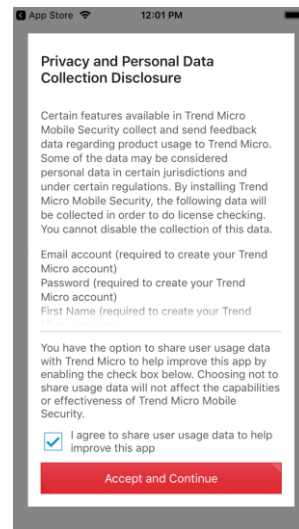 App Store
12:01 PM
Privacy and Personal Data
Collection Disclosure
Certain features available in Trend Micro
Mobile Security collect and send feedback
data regarding product usage to Trend Micro.
Some of the data may be considered
personal data in certain jurisdictions and
under certain regulations. By installing Trend
Micro Mobile Security, the following data will
be collected in order to do license checking.
You cannot disable the collection of this data.
Email account (required to create your Trend
Micro account)
Password (required to create your Trend
Micro account)
First Name (required to create your Trend
You have the option to share user usage data
with Trend Micro to help improve this app by
enabling the check box below. Choosing not to
share usage data will not affect the capabilities
or effectiveness of Trend Micro Mobile
Security.
I agree to share user usage data to help
improve this app
Accept and Continue